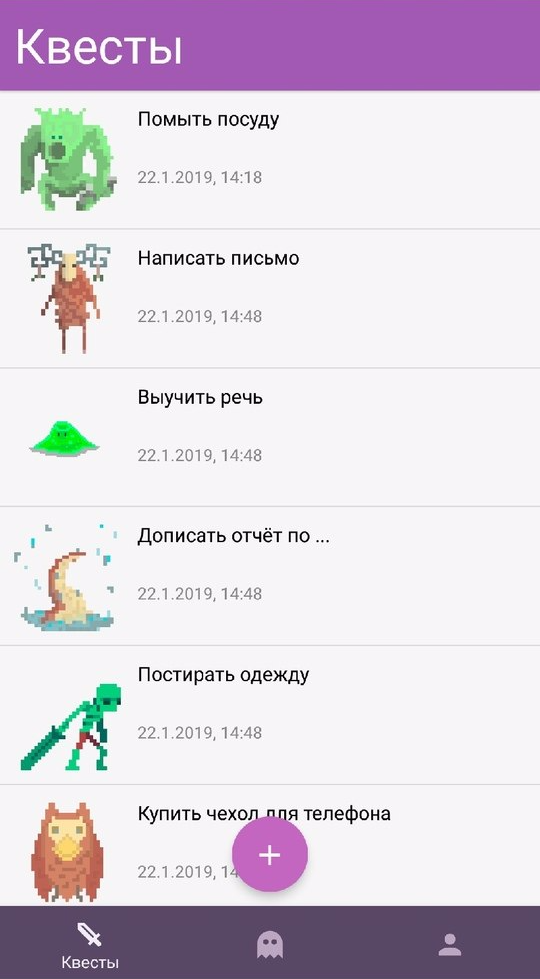 Квесты
Помыть посуду
22.1.2019, 14:18
Написать письмо
22.1.2019, 14:48
Выучить речь
22.1.2019, 14:48
Дописать отчёт по ...
22.1.2019, 14:48
Постирать одежду
22.1.2019, 14:48
Купить чехол для телефона
22.1.2019, 14
Квесты